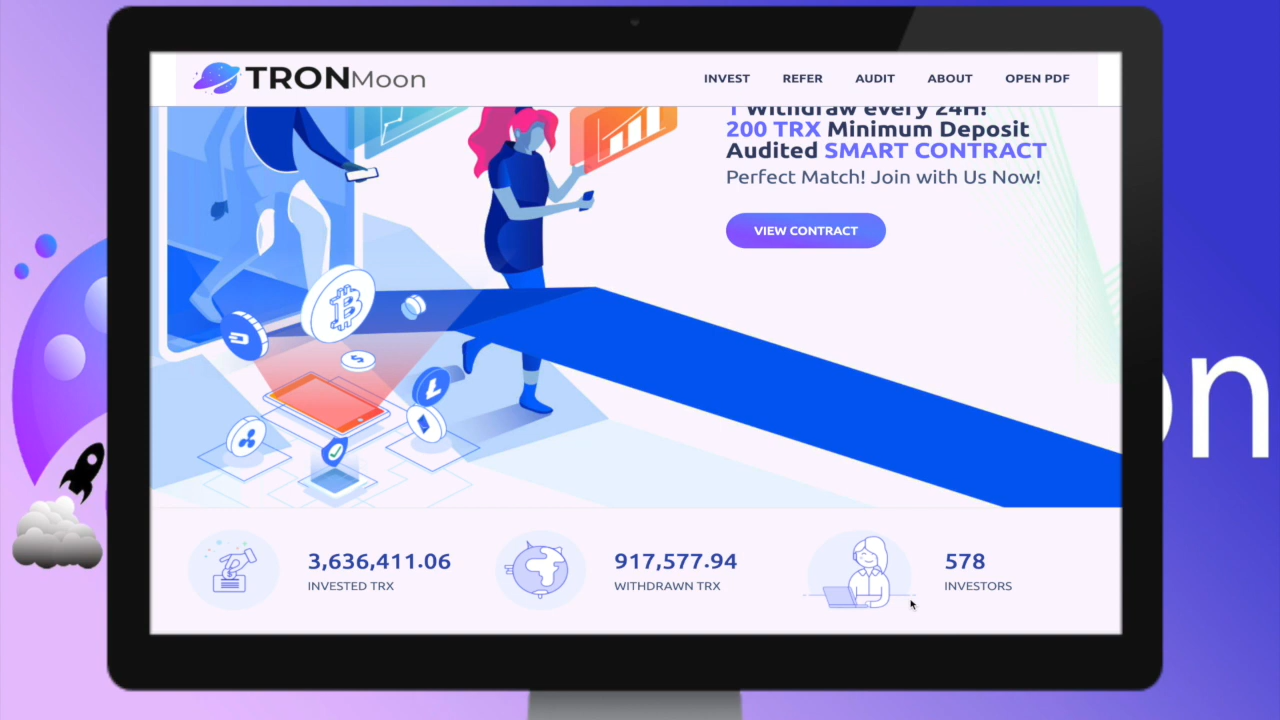 TRONMoon
INVEST REFER AUDIT ABOUT OPEN PDF
1 Withdraw every 24H!
200 TRX Minimum Deposit
Audited SMART CONTRACT
Perfect Match! Join with Us Now!
VIEW CONTRACT
on
3,636,411.06
INVESTED TRX
917,577.94
WITHDRAWN TRX
578
INVESTORS